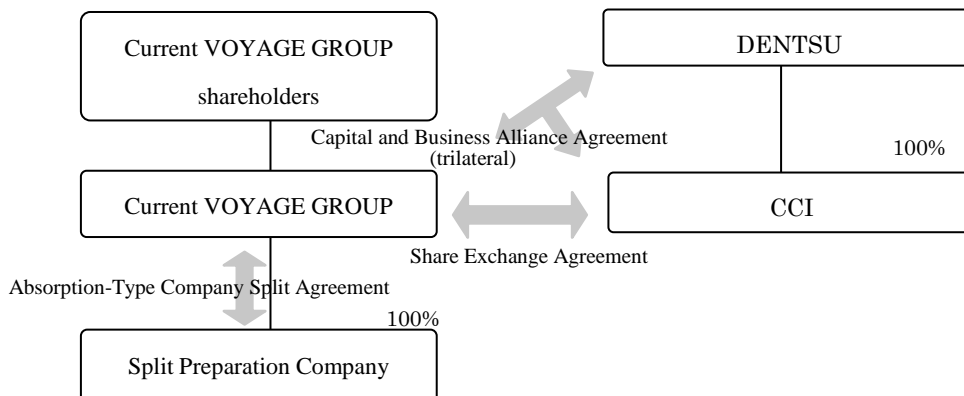 Current VOYAGE GROUP
shareholders
DENTSU
Capital and Business Alliance Agreement
(trilateral)
100%
Current VOYAGE GROUP
CCI
Share Exchange Agreement
Absorption-Type Company Split Agreement
100%
Split Preparation Company